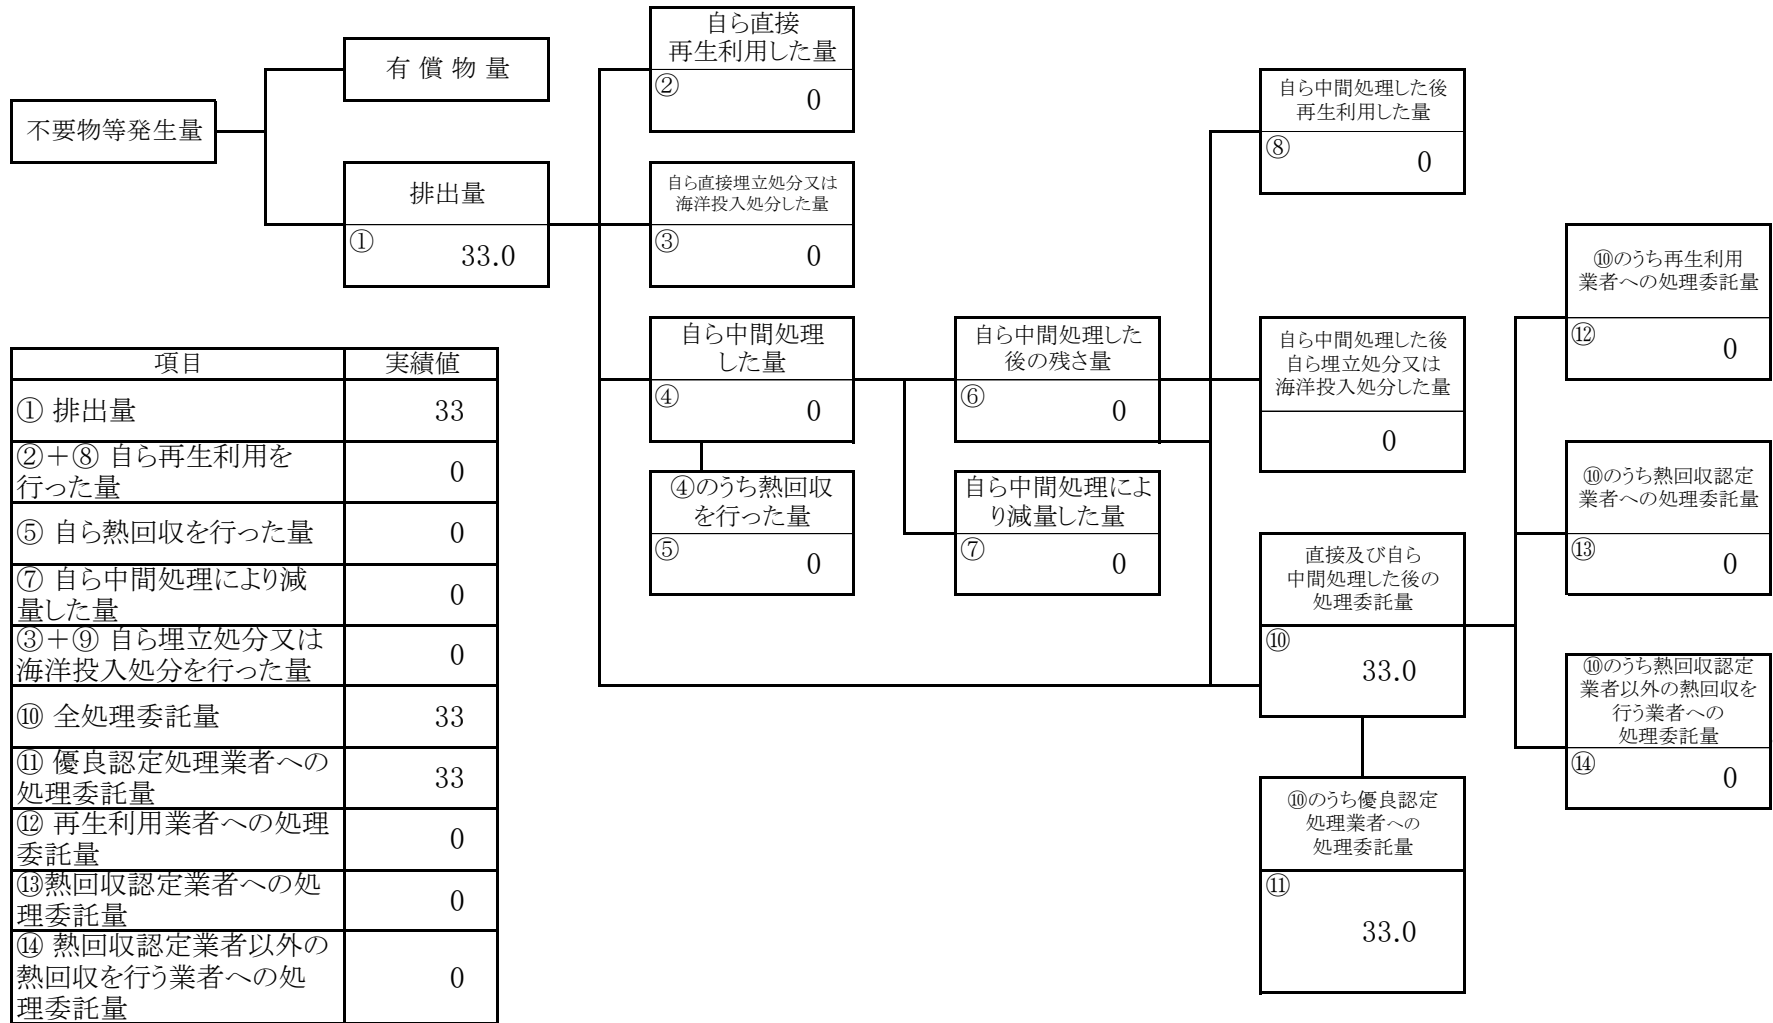 不要物等発生量
有 償 物 量
排出量
①
33.0
自ら直接
再生利用した量
②
0
自ら直接埋立処分又は
海洋投入処分した量
③
0
自ら中間処理
した量
④
0
④のうち熱回収
を行った量
⑤
0
自ら中間処理した
後の残さ量
⑥
0
自ら中間処理によ
り減量した量
⑦
0
自ら中間処理した後
再生利用した量
⑧
0
自ら中間処理した後
自ら埋立処分又は
海洋投入処分した量
0
直接及び自ら
中間処理した後の
処理委託量
⑩
33.0
⑩のうち優良認定
処理業者への
処理委託量
⑪
33.0
⑩のうち再生利用
業者への処理委託量
⑫
0
⑩のうち熱回収認定
業者への処理委託量
⑬
0
⑩のうち熱回収認定
業者以外の熱回収を
行う業者への
処理委託量
⑭
0
項目 実績値
① 排出量 33
②＋⑧ 自ら再生利用を
行った量 0
⑤ 自ら熱回収を行った量 0
⑦ 自ら中間処理により減
量した量 0
③＋⑨ 自ら埋立処分又は
海洋投入処分を行った量 0
⑩ 全処理委託量 33
⑪ 優良認定処理業者への
処理委託量 33
⑫ 再生利用業者への処理
委託量 0
⑬熱回収認定業者への処
理委託量 0
⑭ 熱回収認定業者以外の
熱回収を行う業者への処
理委託量 0